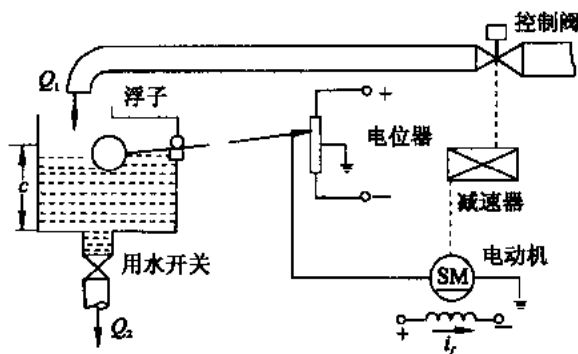 控制阀
Q₁
浮子
+
电位器
c
−
减速器
用水开关
电动机
SM
Q₂
+
−
i_f